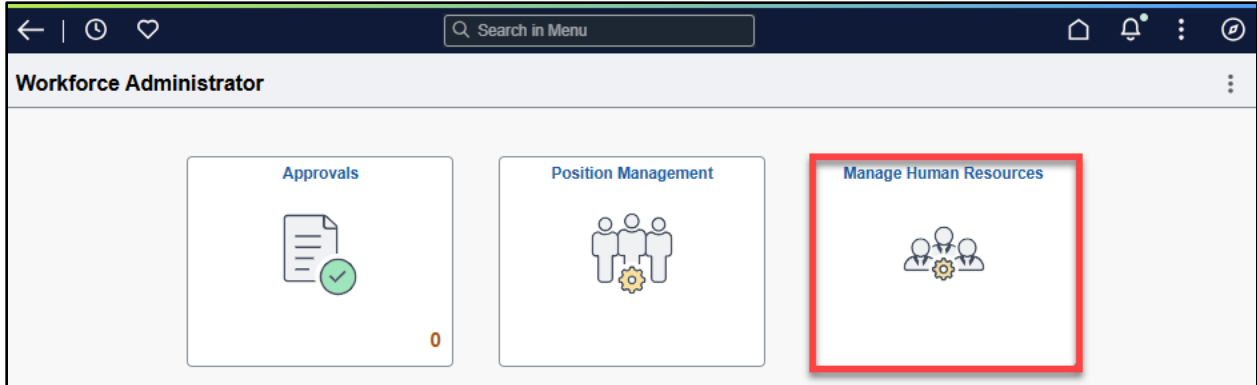 Search in Menu
Workforce Administrator
Approvals
Position Management
Manage Human Resources
0